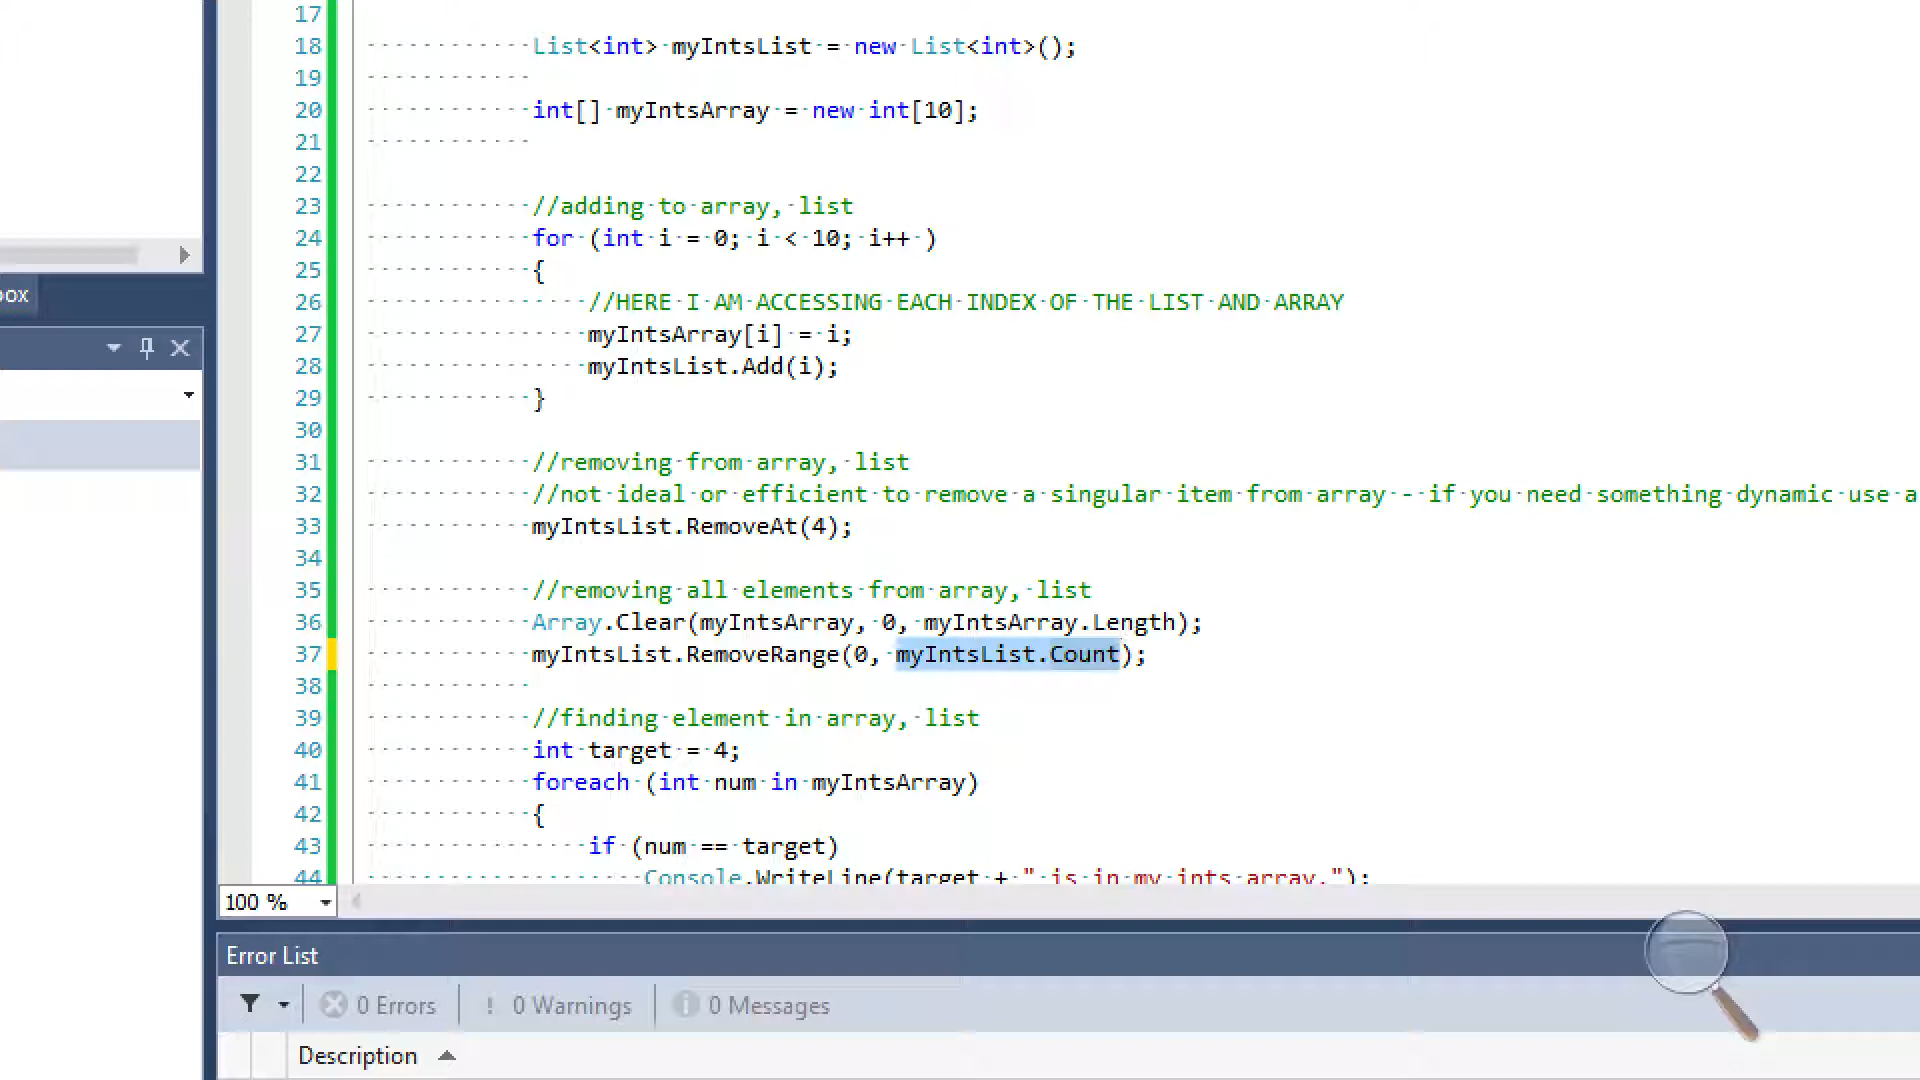 17
18 List<int> myIntsList = new List<int>();
19
20 int[] myIntsArray = new int[10];
21
22
23 //adding to array, list
24 for (int i = 0; i < 10; i++ )
25 {
26 //HERE I AM ACCESSING EACH INDEX OF THE LIST AND ARRAY
27 myIntsArray[i] = i;
28 myIntsList.Add(i);
29 }
30
31 //removing from array, list
32 //not ideal or efficient to remove a singular item from array - if you need something dynamic use a
33 myIntsList.RemoveAt(4);
34
35 //removing all elements from array, list
36 Array.Clear(myIntsArray, 0, myIntsArray.Length);
37 myIntsList.RemoveRange(0, myIntsList.Count);
38
39 //finding element in array, list
40 int target = 4;
41 foreach (int num in myIntsArray)
42 {
43 if (num == target)
44 Console.WriteLine(target + " is in my ints array.");
box
100 %
Error List
0 Errors 0 Warnings 0 Messages
Description